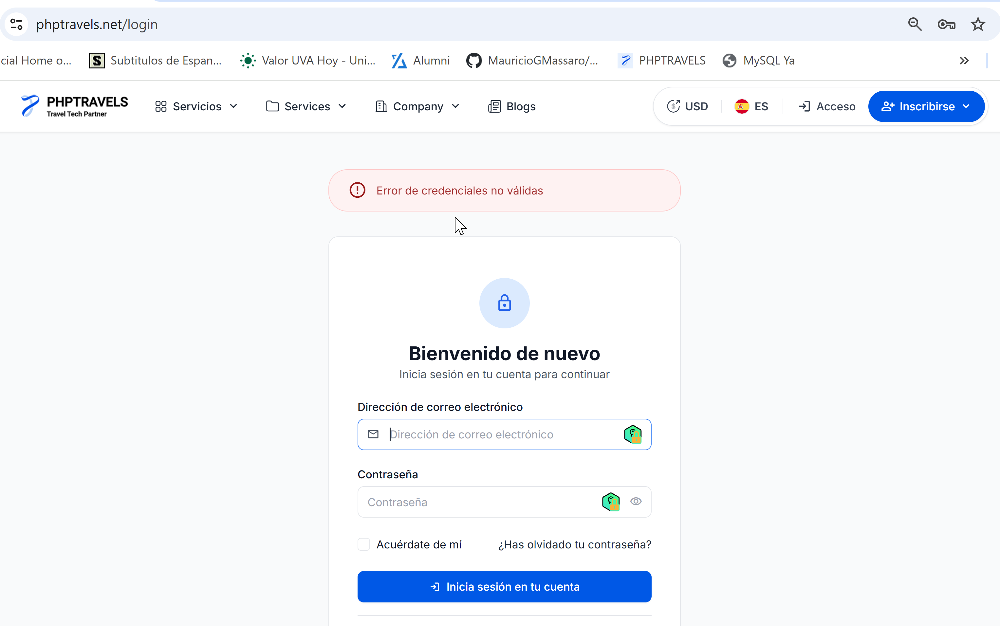 phptravels.net/login
cial Home o...
Subtitulos de Espan...
Valor UVA Hoy - Uni...
Alumni
MauricioGMassaro/...
PHPTRAVELS
MySQL Ya
PHPTRAVELS
Travel Tech Partner
Servicios
Services
Company
Blogs
USD
ES
Acceso
Inscribirse
Error de credenciales no válidas
Bienvenido de nuevo
Inicia sesión en tu cuenta para continuar
Dirección de correo electrónico
Dirección de correo electrónico
Contraseña
Contraseña
Acuérdate de mí
¿Has olvidado tu contraseña?
Inicia sesión en tu cuenta